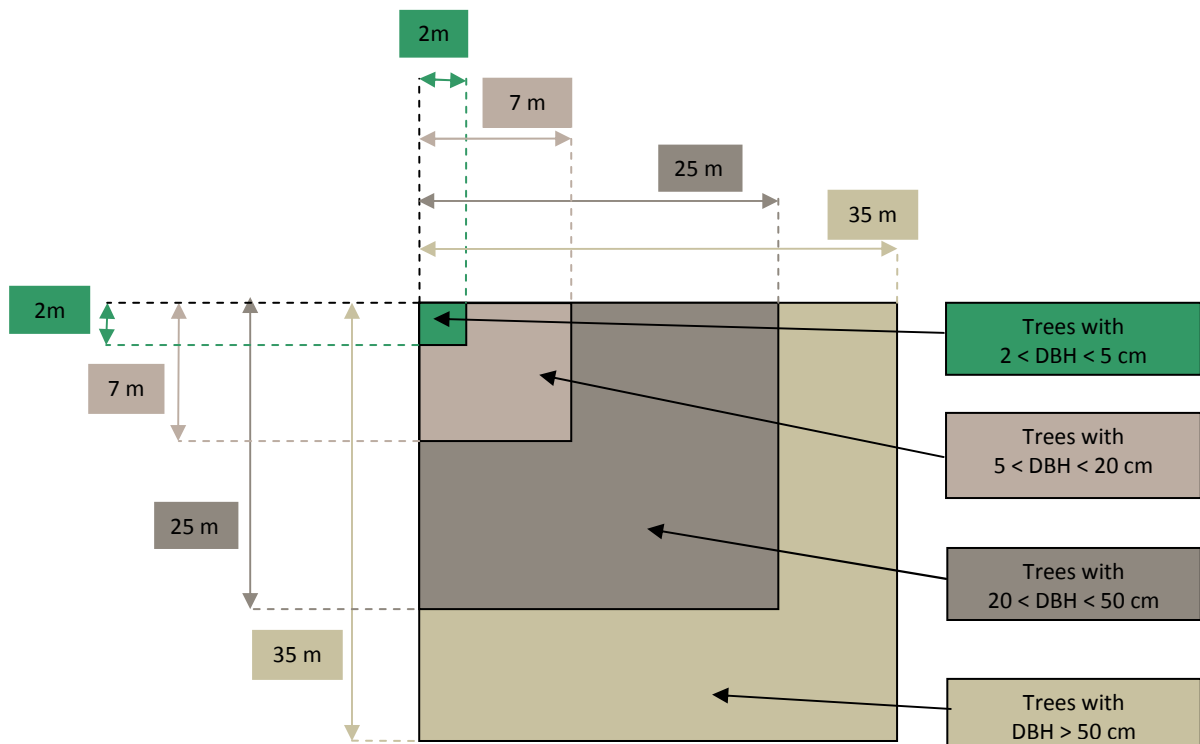 2m
7 m
25 m
35 m
2m
7 m
25 m
35 m
Trees with
2 < DBH < 5 cm
Trees with
5 < DBH < 20 cm
Trees with
20 < DBH < 50 cm
Trees with
DBH > 50 cm